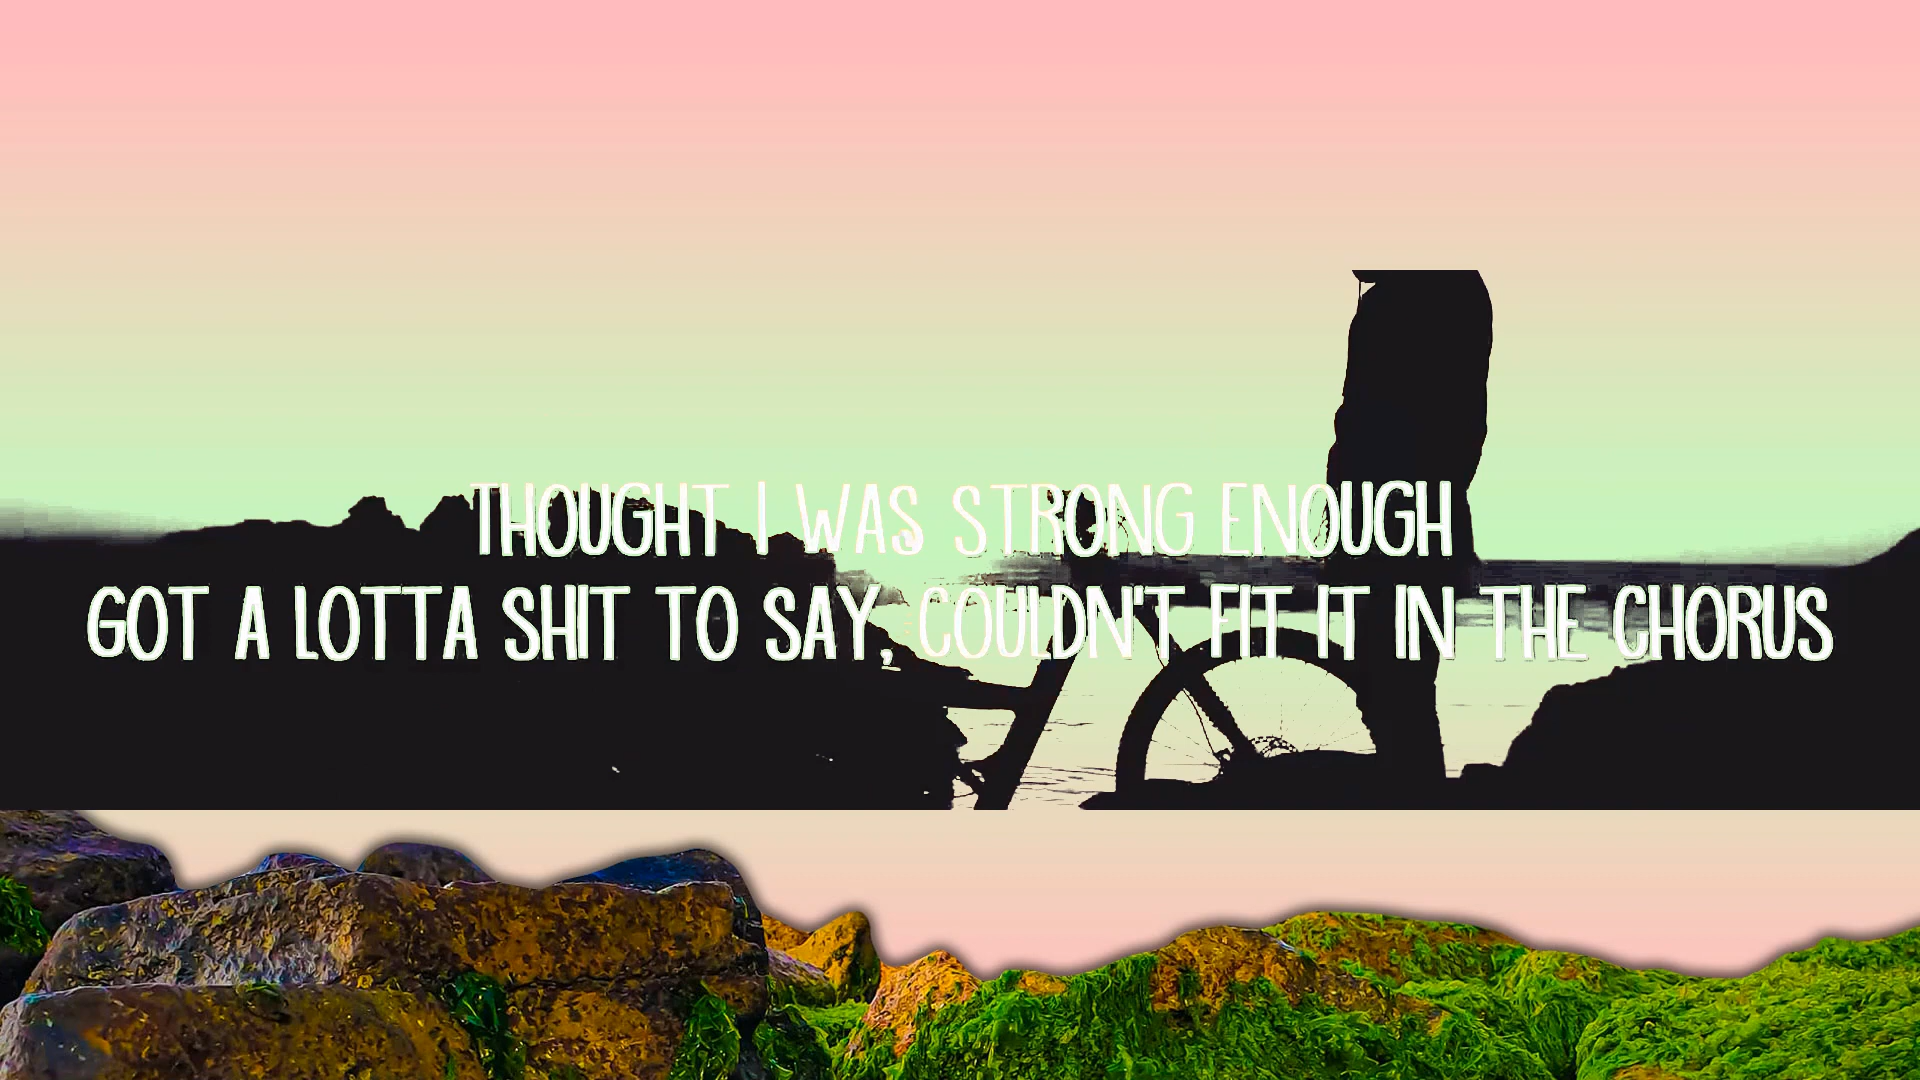 THOUGHT I WAS STRONG ENOUGH
GOT A LOTTA SHIT TO SAY, COULDN'T FIT IT IN THE CHORUS